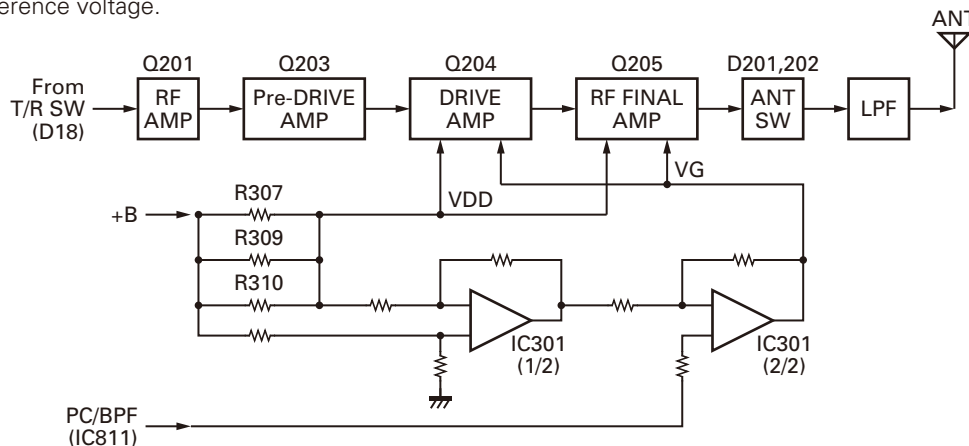 erence voltage.
ANT
Q201
Q203
Q204
Q205
D201,202
From
T/R SW
(D18)
RF
AMP
Pre-DRIVE
AMP
DRIVE
AMP
RF FINAL
AMP
ANT
SW
LPF
VG
VDD
+B
R307
R309
R310
IC301
(1/2)
IC301
(2/2)
PC/BPF
(IC811)